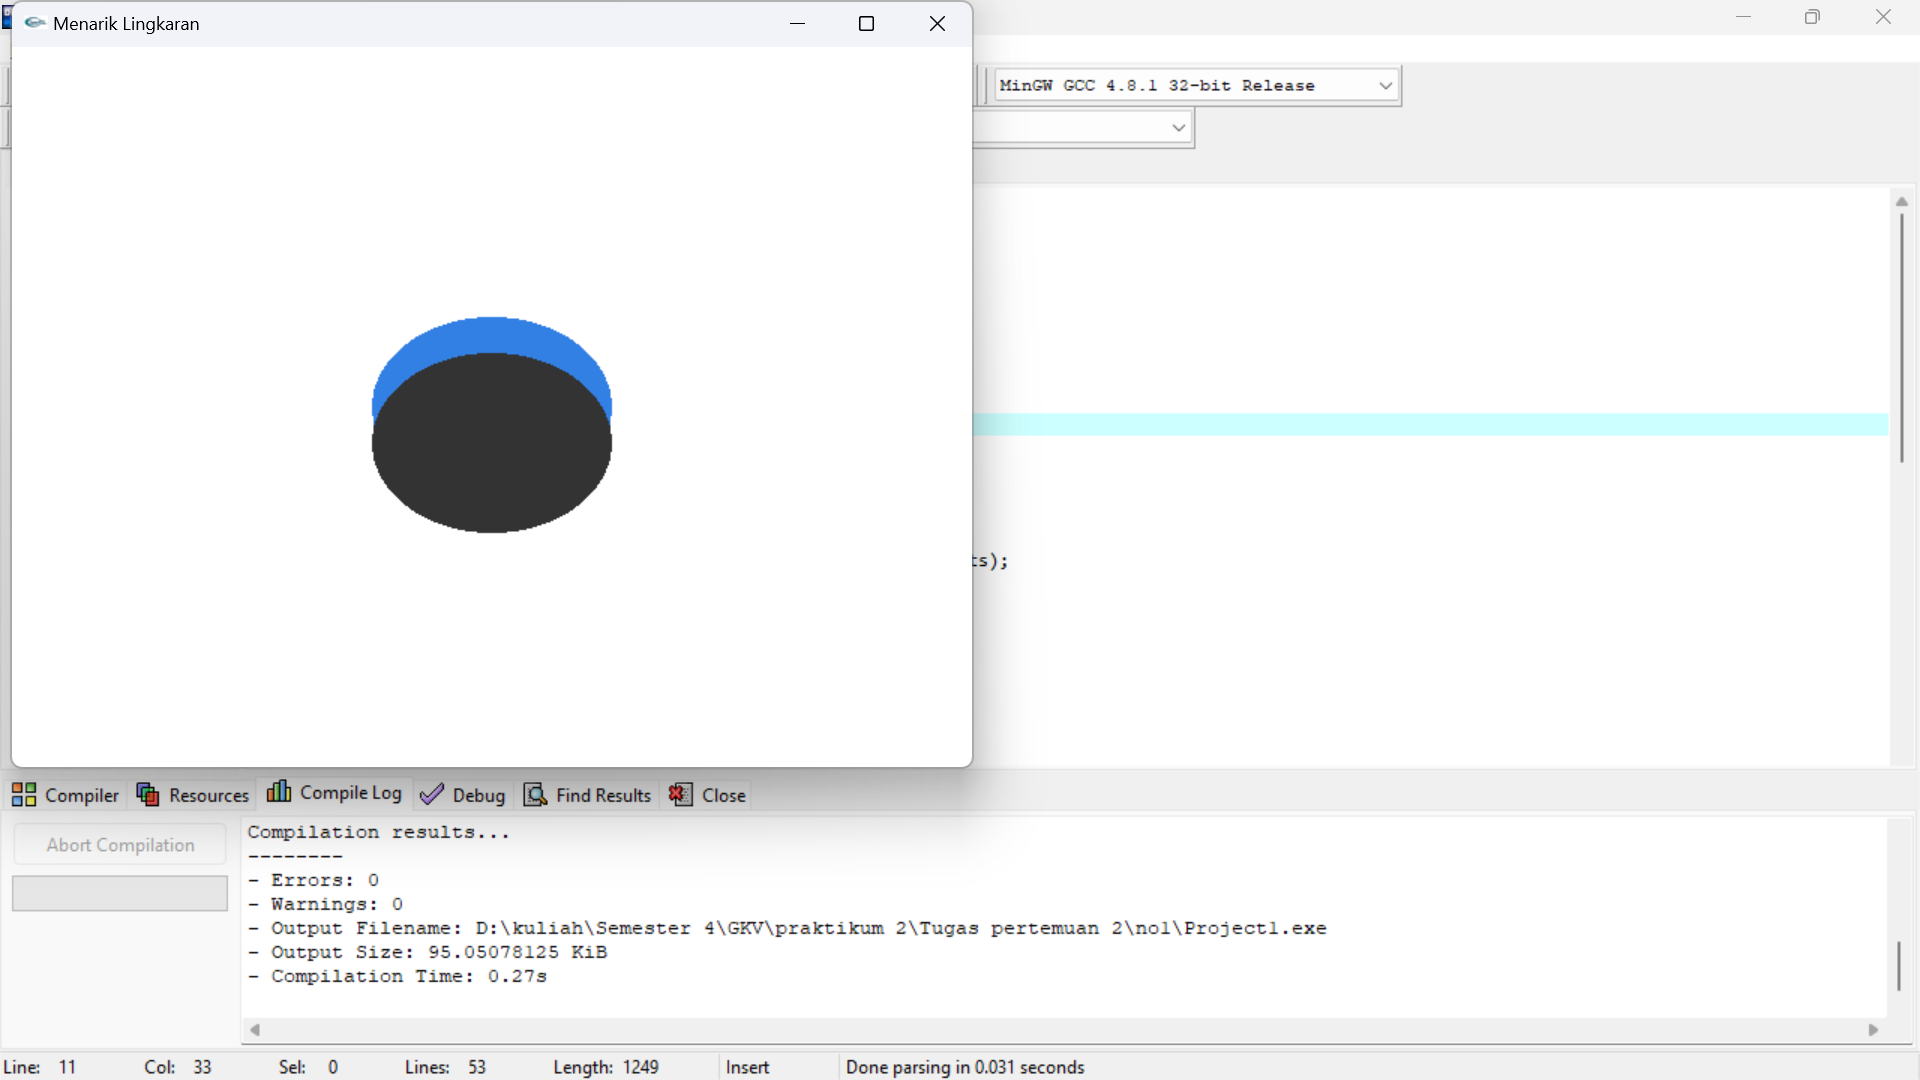 Menarik Lingkaran
MinGW GCC 4.8.1 32-bit Release
ts);
Compiler
Resources
Compile Log
Debug
Find Results
Close
Abort Compilation
Compilation results...
--------
- Errors: 0
- Warnings: 0
- Output Filename: D:\kuliah\Semester 4\GKV\praktikum 2\Tugas pertemuan 2\no1\Project1.exe
- Output Size: 95.05078125 KiB
- Compilation Time: 0.27s
Line: 11 Col: 33 Sel: 0 Lines: 53 Length: 1249 Insert Done parsing in 0.031 seconds